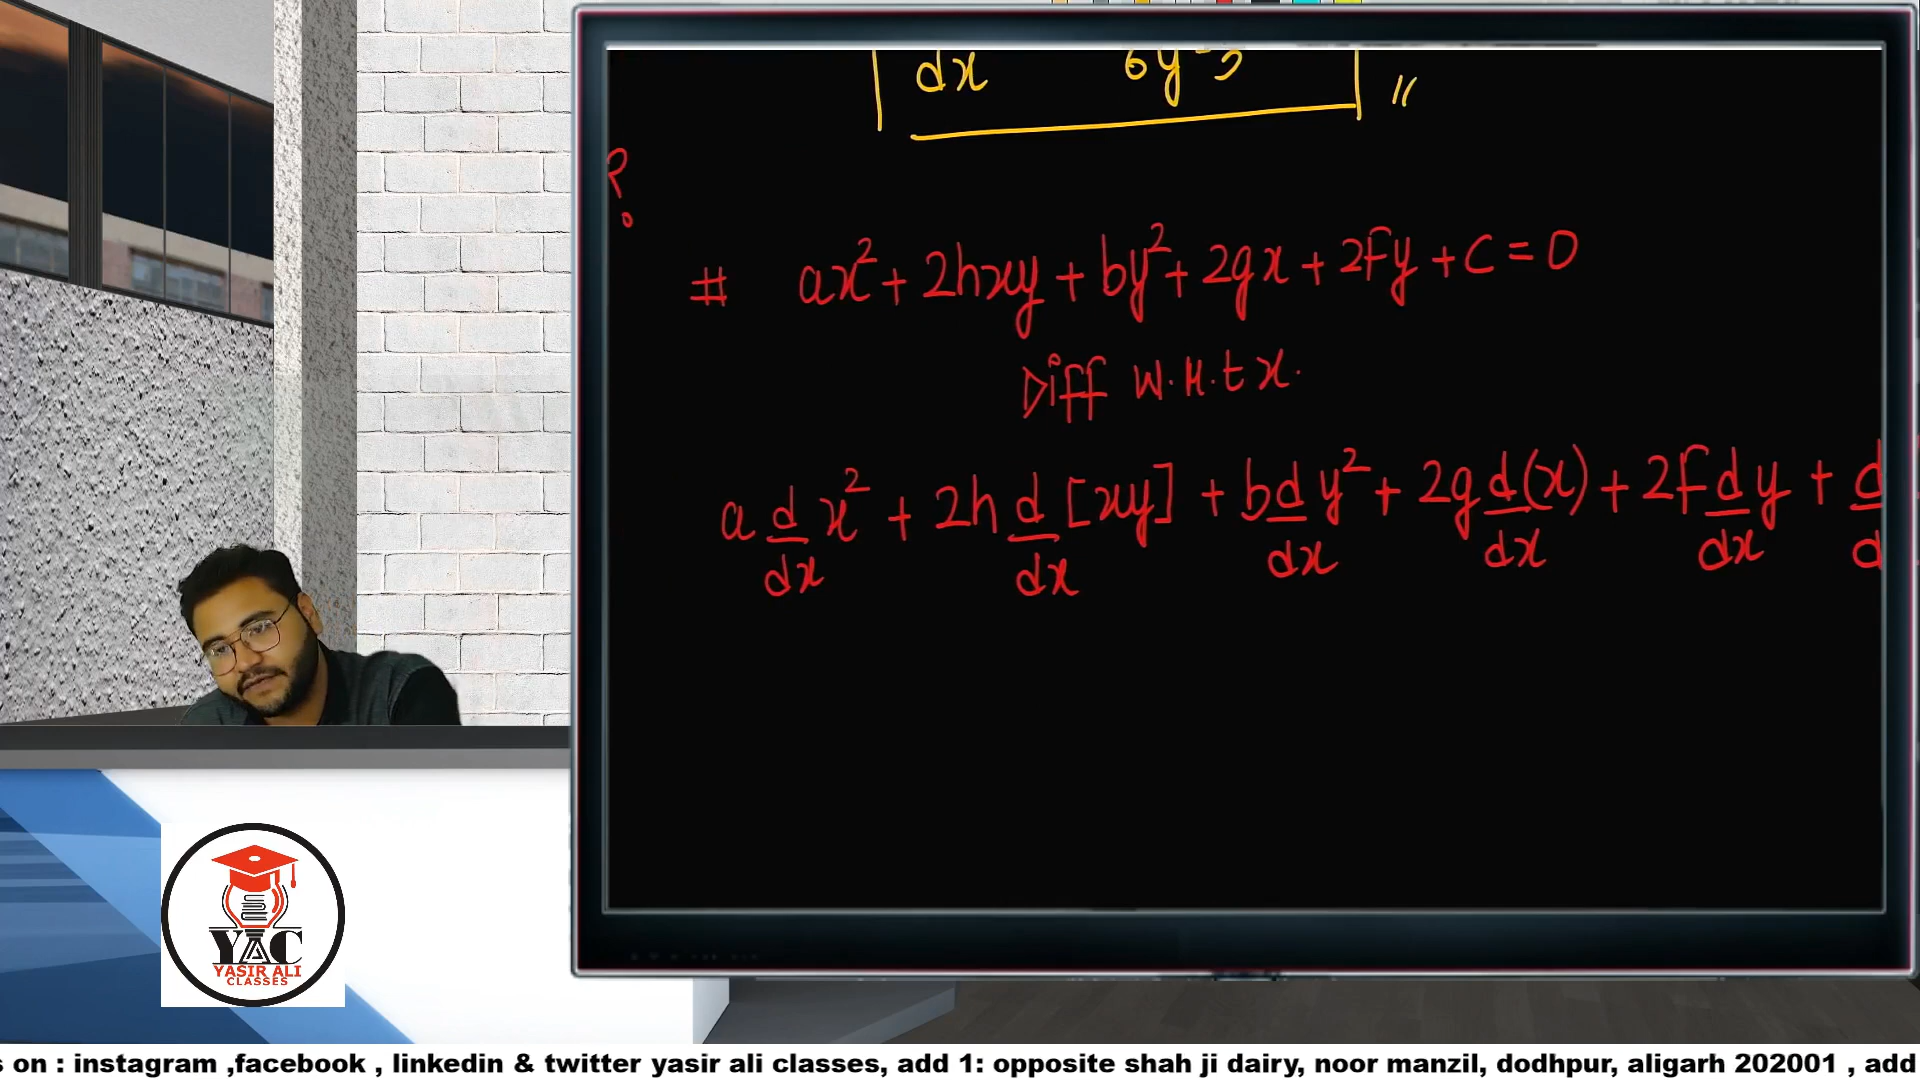 dx 6y-5 "
?
# ax² + 2hxy + by² + 2gx + 2Fy + C = 0
Diff w.r.t x.
a d/dx x² + 2h d/dx [xy] + b d/dx y² + 2g d/dx (x) + 2F d/dx y + d/d
YAC
YASIR ALI
CLASSES
s on : instagram ,facebook , linkedin & twitter yasir ali classes, add 1: opposite shah ji dairy, noor manzil, dodhpur, aligarh 202001 , add